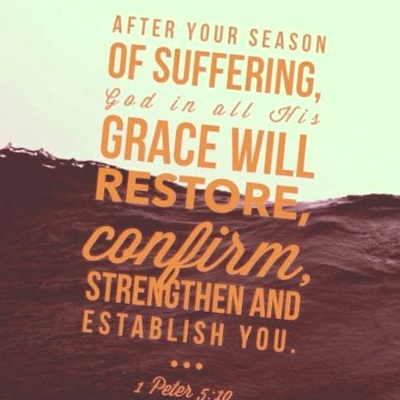 AFTER YOUR SEASON
OF SUFFERING,
God in all His
GRACE WILL
RESTORE,
confirm,
STRENGTHEN AND
ESTABLISH YOU.
•••
1 Peter 5:10